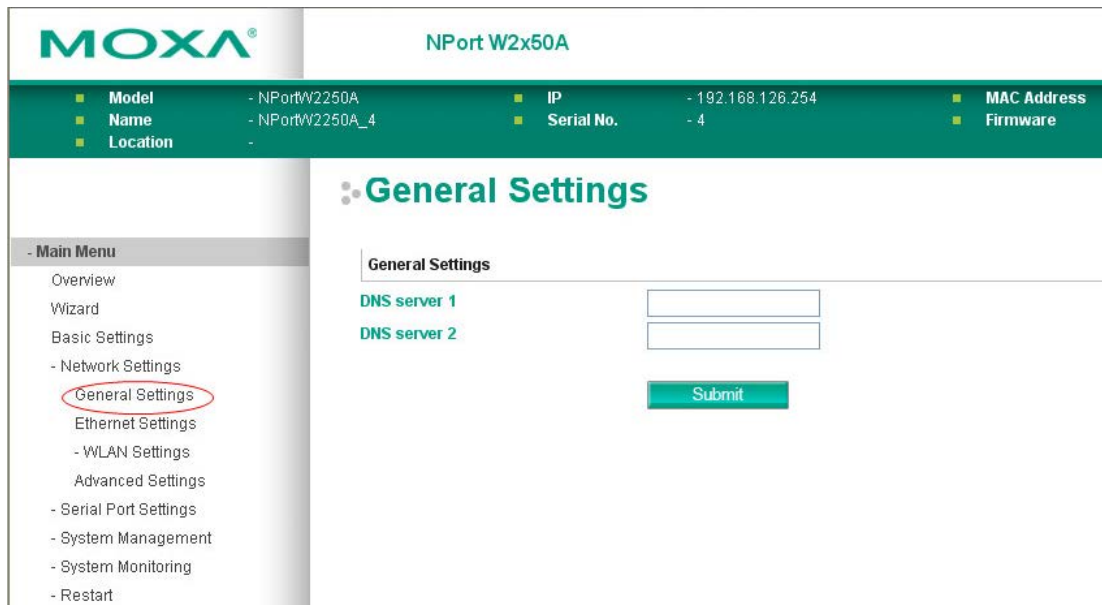 MOXA®
NPort W2x50A
Model - NPortW2250A IP - 192.168.126.254 MAC Address
Name - NPortW2250A_4 Serial No. - 4 Firmware
Location -
General Settings
- Main Menu
Overview
Wizard
Basic Settings
- Network Settings
General Settings
Ethernet Settings
- WLAN Settings
Advanced Settings
- Serial Port Settings
- System Management
- System Monitoring
- Restart
General Settings
DNS server 1
DNS server 2
Submit